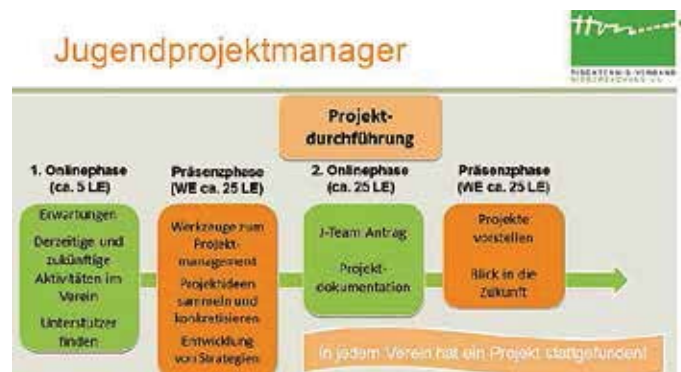 Jugendprojektmanager
TISCHTENNIS-VERBAND
NIEDERSACHSEN e.V.
Projekt-
durchführung
1. Onlinephase
(ca. 5 LE)
Erwartungen
Derzeitige und
zukünftige
Aktivitäten im
Verein
Unterstützer
finden
Präsenzphase
(WE ca. 25 LE)
Werkzeuge zum
Projekt-
management
Projektideen
sammeln und
konkretisieren
Entwicklung
von Strategien
2. Onlinephase
(ca. 25 LE)
J-Team Antrag
Projekt-
dokumentation
Präsenzphase
(WE ca. 25 LE)
Projekte
vorstellen
Blick in die
Zukunft
In jedem Verein hat ein Projekt stattgefunden!